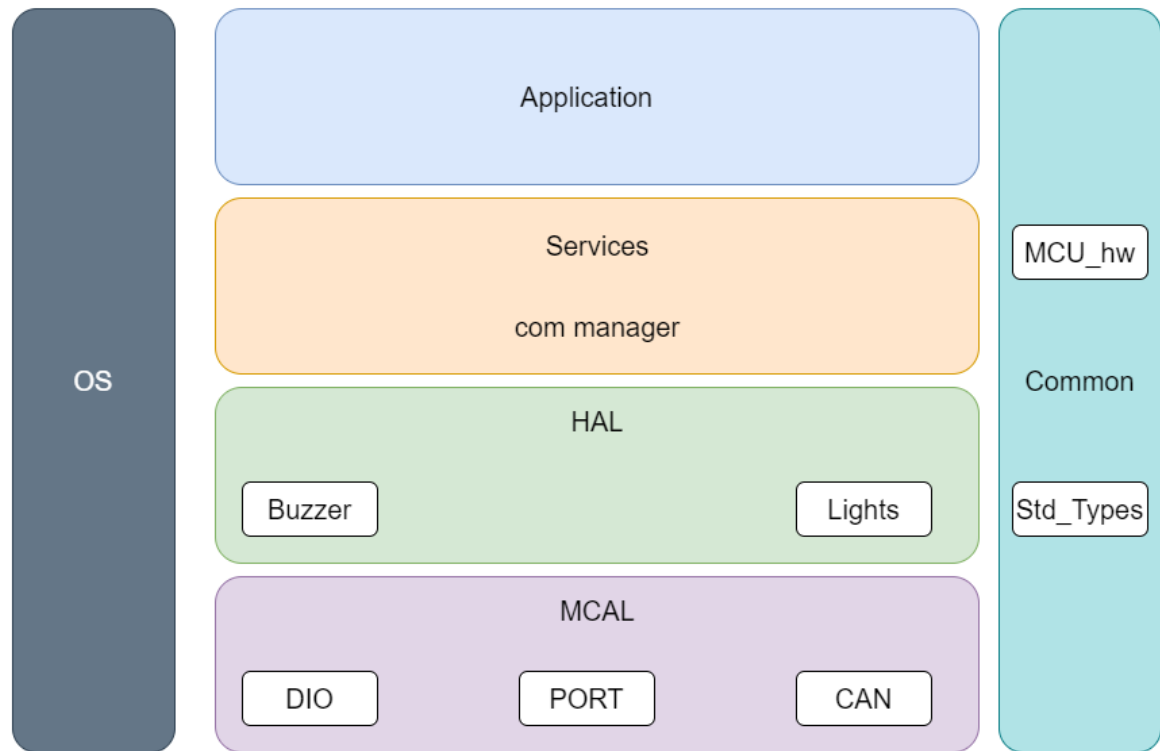 OS
Application
Services
com manager
HAL
Buzzer
Lights
MCAL
DIO
PORT
CAN
MCU_hw
Common
Std_Types